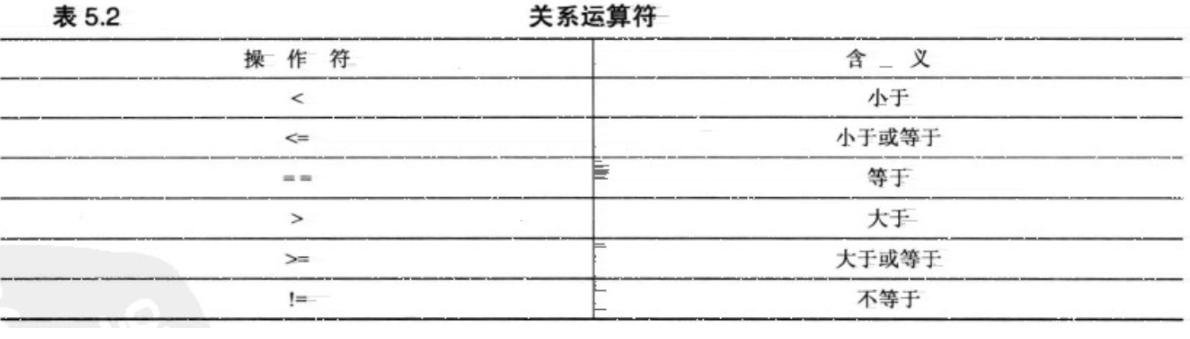 表 5.2 关系运算符
操 作 符 含 义
< 小于
<= 小于或等于
== 等于
> 大于
>= 大于或等于
!= 不等于